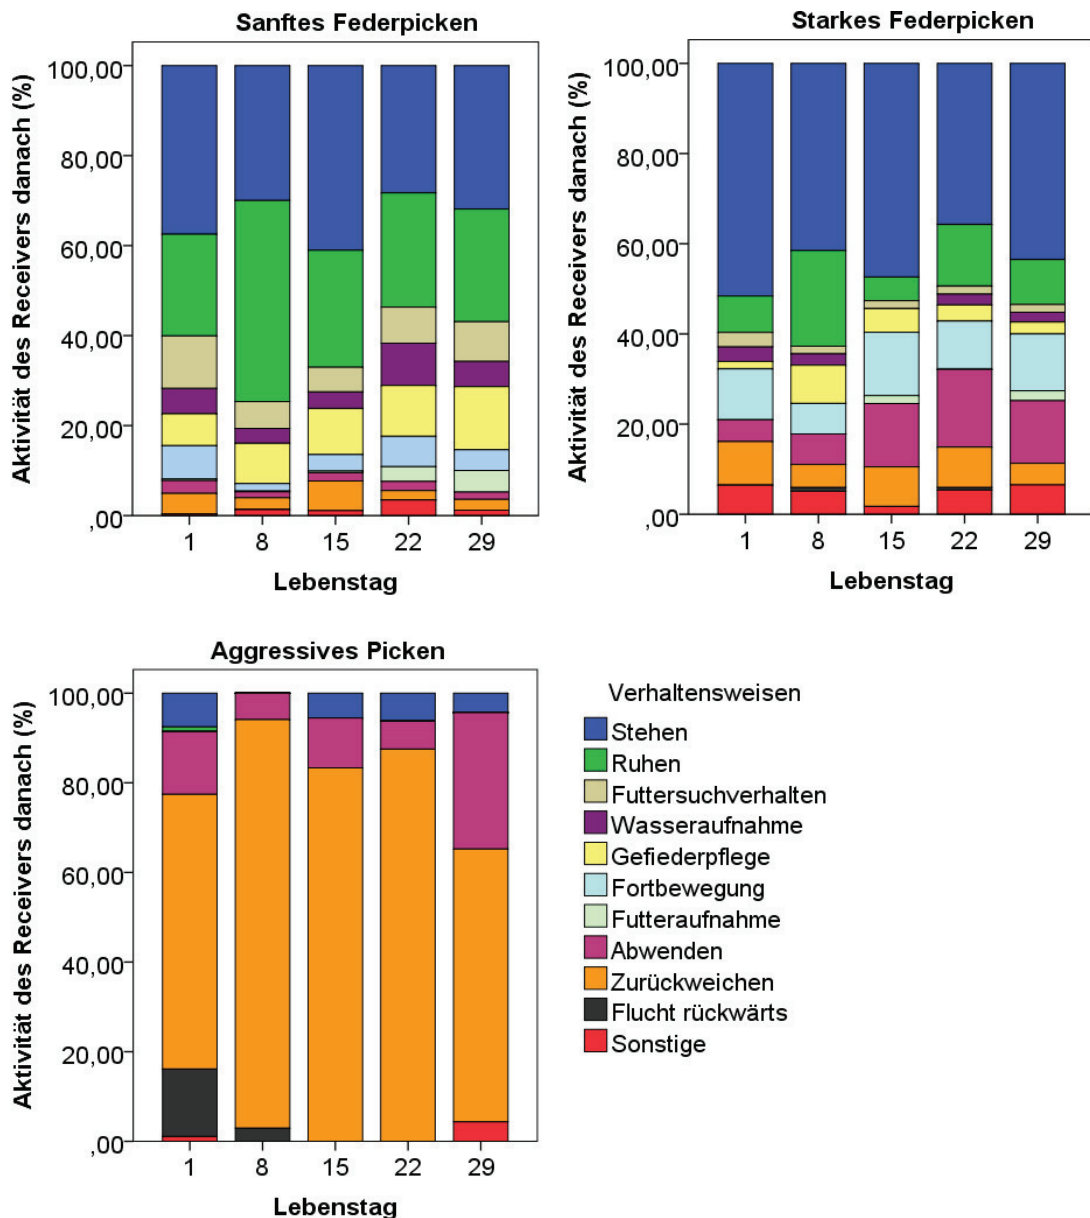 Sanftes Federpicken
Aktivität des Receivers danach (%)
100,00
80,00
60,00
40,00
20,00
,00
1 8 15 22 29
Lebenstag
Starkes Federpicken
Aktivität des Receivers danach (%)
100,00
80,00
60,00
40,00
20,00
,00
1 8 15 22 29
Lebenstag
Aggressives Picken
Aktivität des Receivers danach (%)
100,00
80,00
60,00
40,00
20,00
,00
1 8 15 22 29
Lebenstag
Verhaltensweisen
Stehen
Ruhen
Futtersuchverhalten
Wasseraufnahme
Gefiederpflege
Fortbewegung
Futteraufnahme
Abwenden
Zurückweichen
Flucht rückwärts
Sonstige